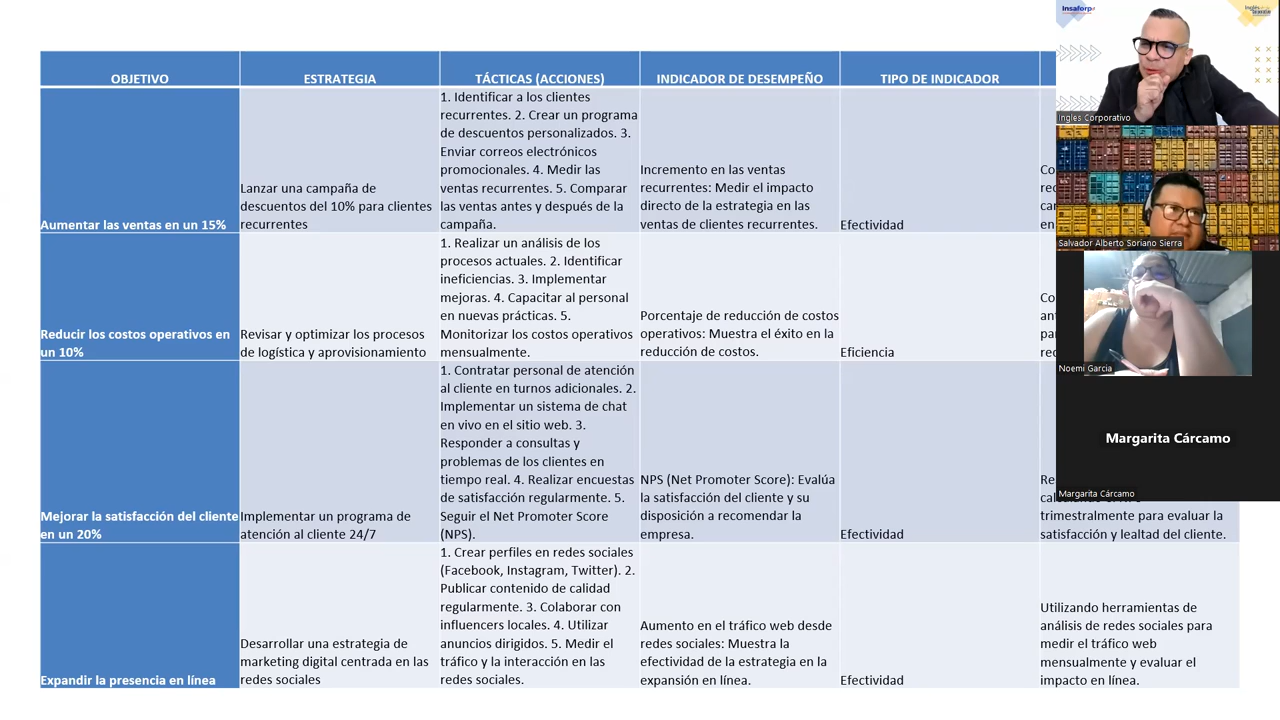 OBJETIVO
ESTRATEGIA
TÁCTICAS (ACCIONES)
INDICADOR DE DESEMPEÑO
TIPO DE INDICADOR
Aumentar las ventas en un 15%
Lanzar una campaña de
descuentos del 10% para clientes
recurrentes
1. Identificar a los clientes
recurrentes. 2. Crear un programa
de descuentos personalizados. 3.
Enviar correos electrónicos
promocionales. 4. Medir las
ventas recurrentes. 5. Comparar
las ventas antes y después de la
campaña.
Incremento en las ventas
recurrentes: Medir el impacto
directo de la estrategia en las
ventas de clientes recurrentes.
Efectividad
Reducir los costos operativos en
un 10%
Revisar y optimizar los procesos
de logística y aprovisionamiento
1. Realizar un análisis de los
procesos actuales. 2. Identificar
ineficiencias. 3. Implementar
mejoras. 4. Capacitar al personal
en nuevas prácticas. 5.
Monitorizar los costos operativos
mensualmente.
Porcentaje de reducción de costos
operativos: Muestra el éxito en la
reducción de costos.
Eficiencia
Mejorar la satisfacción del cliente
en un 20%
Implementar un programa de
atención al cliente 24/7
1. Contratar personal de atención
al cliente en turnos adicionales. 2.
Implementar un sistema de chat
en vivo en el sitio web. 3.
Responder a consultas y
problemas de los clientes en
tiempo real. 4. Realizar encuestas
de satisfacción regularmente. 5.
Seguir el Net Promoter Score
(NPS).
NPS (Net Promoter Score): Evalúa
la satisfacción del cliente y su
disposición a recomendar la
empresa.
Efectividad
trimestralmente para evaluar la
satisfacción y lealtad del cliente.
Expandir la presencia en línea
Desarrollar una estrategia de
marketing digital centrada en las
redes sociales
1. Crear perfiles en redes sociales
(Facebook, Instagram, Twitter). 2.
Publicar contenido de calidad
regularmente. 3. Colaborar con
influencers locales. 4. Utilizar
anuncios dirigidos. 5. Medir el
tráfico y la interacción en las
redes sociales.
Aumento en el tráfico web desde
redes sociales: Muestra la
efectividad de la estrategia en la
expansión en línea.
Efectividad
Utilizando herramientas de
análisis de redes sociales para
medir el tráfico web
mensualmente y evaluar el
impacto en línea.
Insaforp
Ingles Corporativo
Salvador Alberto Soriano Sierra
Noemi Garcia
Margarita Cárcamo
Margarita Cárcamo